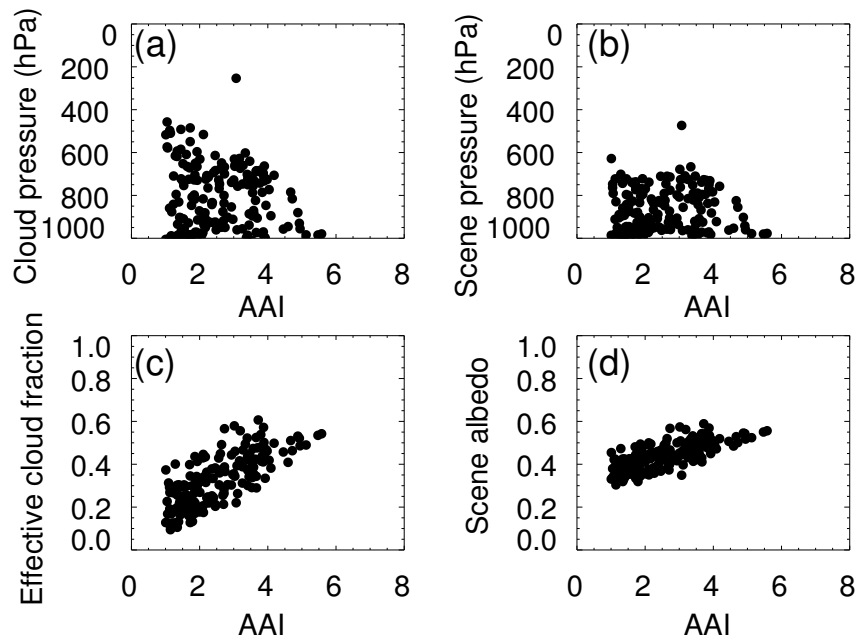 (a)
Cloud pressure (hPa)
0
200
400
600
800
1000
0 2 4 6 8
AAI
(b)
Scene pressure (hPa)
0
200
400
600
800
1000
0 2 4 6 8
AAI
(c)
Effective cloud fraction
1.0
0.8
0.6
0.4
0.2
0.0
0 2 4 6 8
AAI
(d)
Scene albedo
1.0
0.8
0.6
0.4
0.2
0.0
0 2 4 6 8
AAI